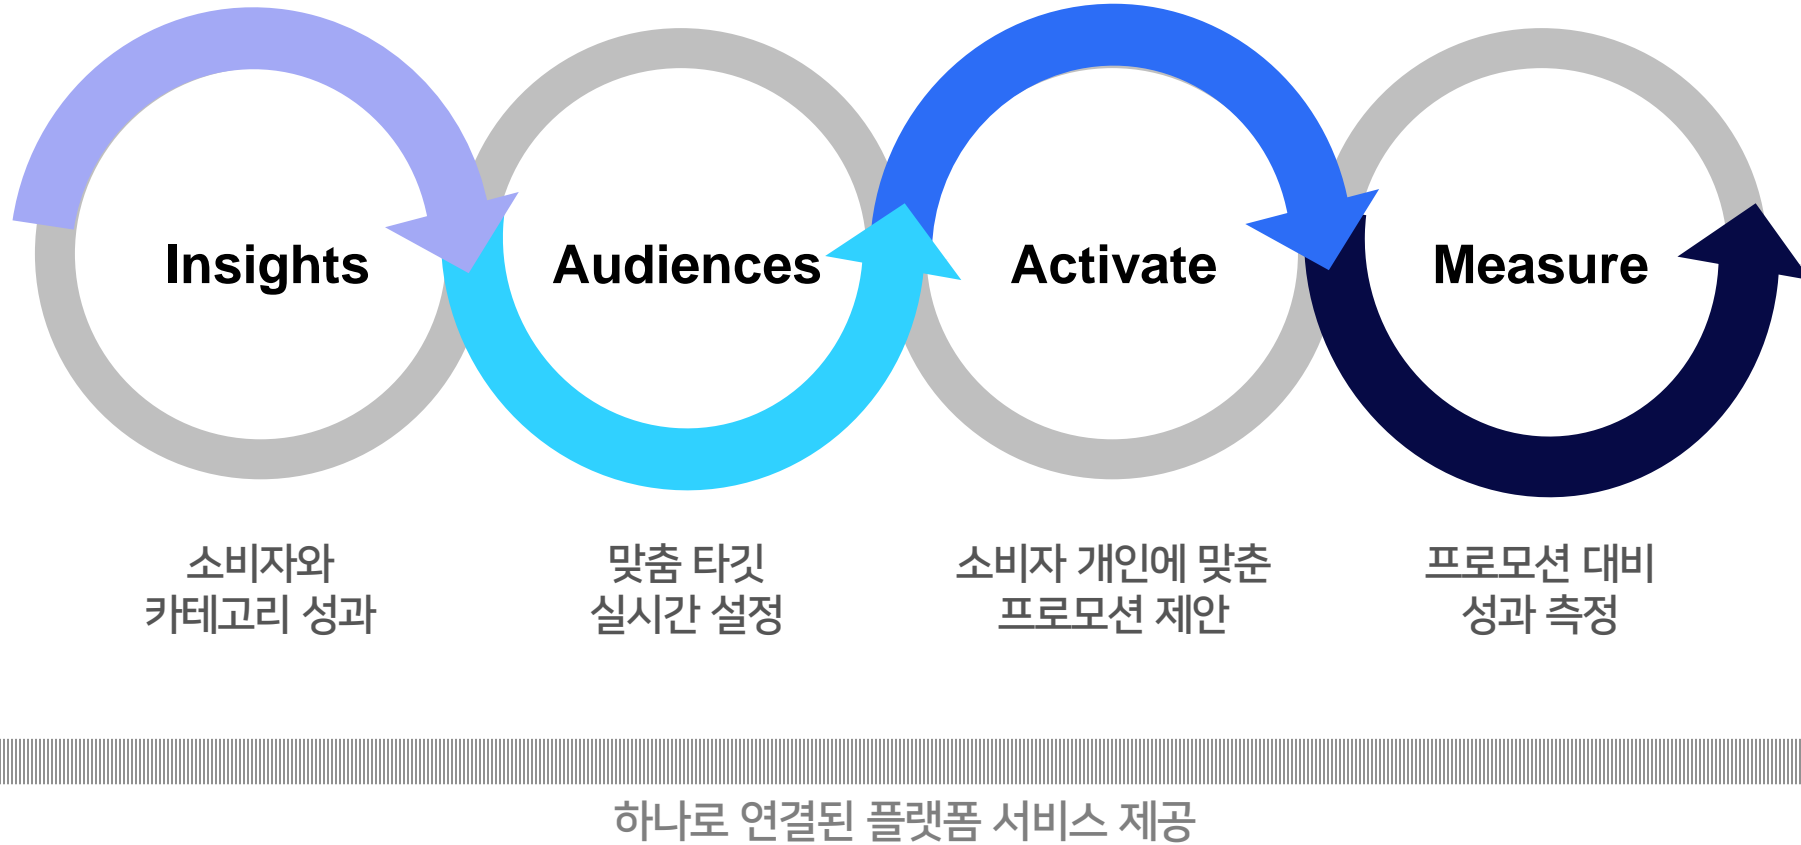 Insights
Audiences
Activate
Measure
소비자와
카테고리 성과
맞춤 타깃
실시간 설정
소비자 개인에 맞춘
프로모션 제안
프로모션 대비
성과 측정
하나로 연결된 플랫폼 서비스 제공